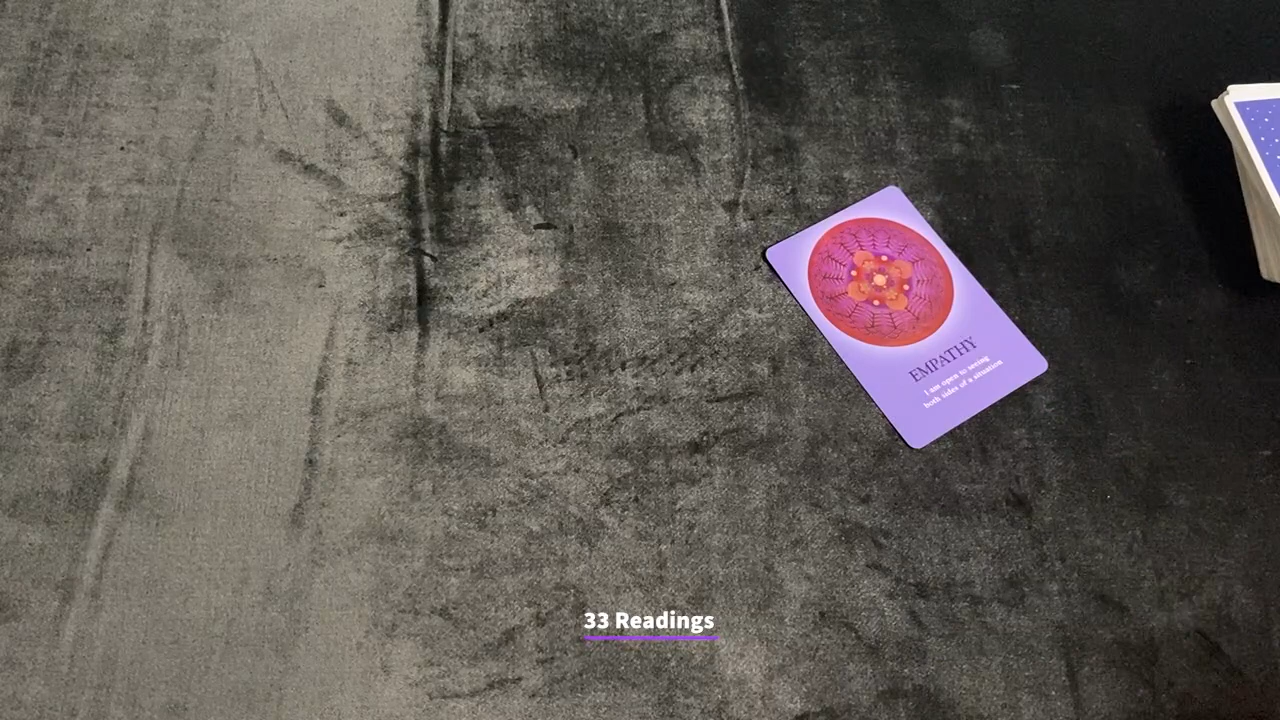 EMPATHY
I am open to seeing
both sides of a situation
33 Readings